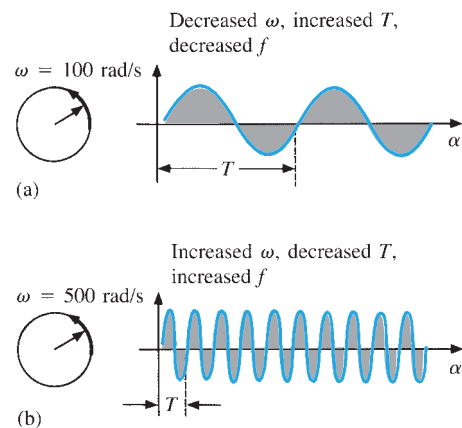 Decreased ω, increased T,
decreased f
ω = 100 rad/s
α
T
(a)
Increased ω, decreased T,
increased f
ω = 500 rad/s
α
T
(b)